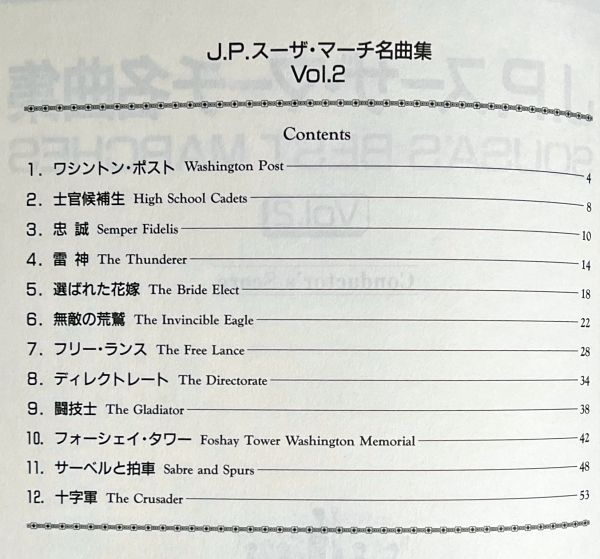 J.P.スーザ・マーチ名曲集
Vol.2
Contents
1. ワシントン・ポスト Washington Post 4
2. 士官候補生 High School Cadets 8
3. 忠 誠 Semper Fidelis 10
4. 雷 神 The Thunderer 14
5. 選ばれた花嫁 The Bride Elect 18
6. 無敵の荒鷲 The Invincible Eagle 22
7. フリー・ランス The Free Lance 28
8. ディレクトレート The Directorate 34
9. 闘技士 The Gladiator 38
10. フォーシェイ・タワー Foshay Tower Washington Memorial 42
11. サーベルと拍車 Sabre and Spurs 48
12. 十字軍 The Crusader 53